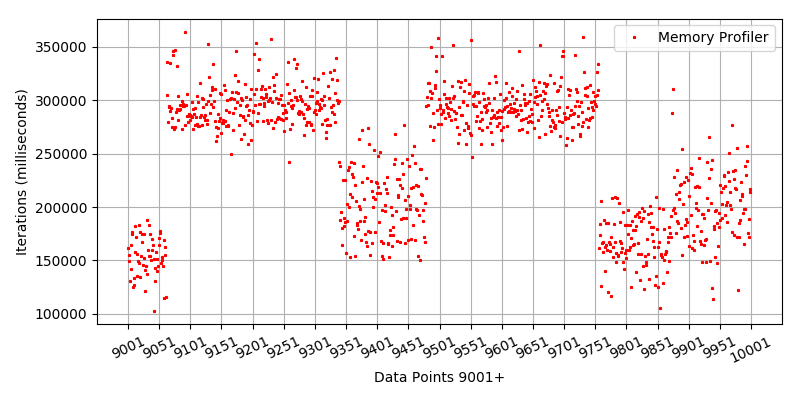 350000
300000
250000
200000
150000
100000
Iterations (milliseconds)
Memory Profiler
9001 9051 9101 9151 9201 9251 9301 9351 9401 9451 9501 9551 9601 9651 9701 9751 9801 9851 9901 9951 10001
Data Points 9001+